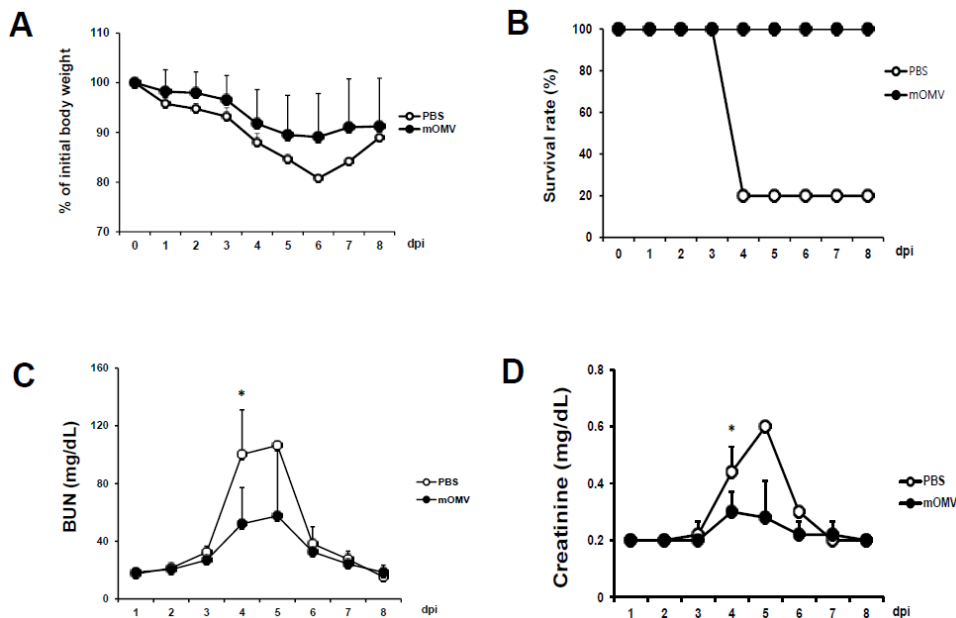 A
% of initial body weight
110
100
90
80
70
0 1 2 3 4 5 6 7 8 dpi
PBS
mOMV
B
Survival rate (%)
100
80
60
40
20
0
0 1 2 3 4 5 6 7 8 dpi
PBS
mOMV
C
BUN (mg/dL)
160
120
80
40
0
*
1 2 3 4 5 6 7 8 dpi
PBS
mOMV
D
Creatinine (mg/dL)
0.8
0.6
0.4
0.2
0
*
1 2 3 4 5 6 7 8 dpi
PBS
mOMV